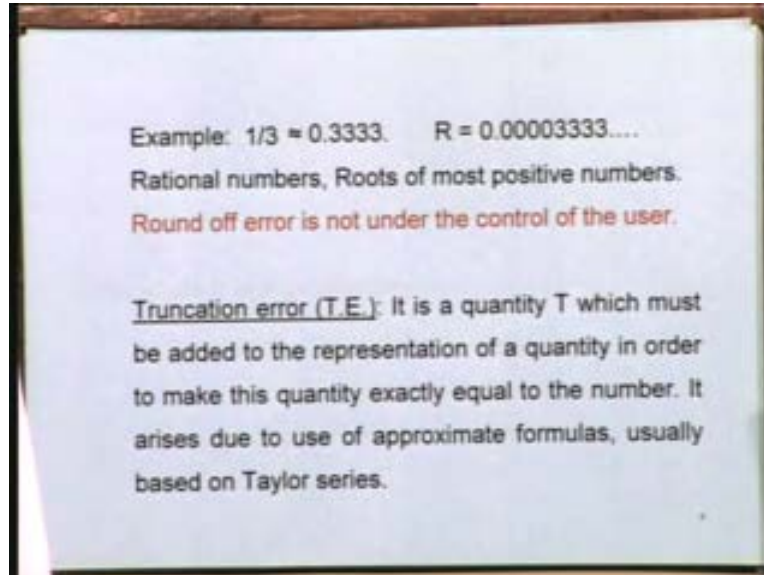 Example: 1/3 ≈ 0.3333. R = 0.00003333....
Rational numbers, Roots of most positive numbers.
Round off error is not under the control of the user.
Truncation error (T.E.): It is a quantity T which must
be added to the representation of a quantity in order
to make this quantity exactly equal to the number. It
arises due to use of approximate formulas, usually
based on Taylor series.